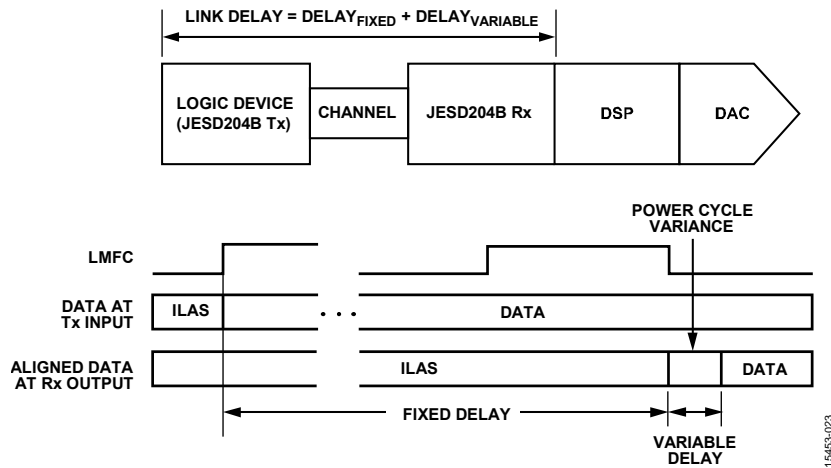 LINK DELAY = DELAYFIXED + DELAYVARIABLE
LOGIC DEVICE
(JESD204B Tx)
CHANNEL
JESD204B Rx
DSP
DAC
POWER CYCLE
VARIANCE
LMFC
DATA AT
Tx INPUT
ILAS
. . .
DATA
ALIGNED DATA
AT Rx OUTPUT
ILAS
DATA
FIXED DELAY
VARIABLE
DELAY
15453-023